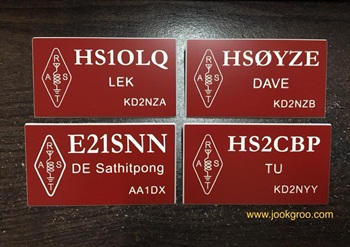 R
A S
T
HS1OLQ
LEK
KD2NZA
R
A S
T
HSØYZE
DAVE
KD2NZB
R
A S
T
E21SNN
DE Sathitpong
AA1DX
R
A S
T
HS2CBP
TU
KD2NYY
www.jookgroo.com